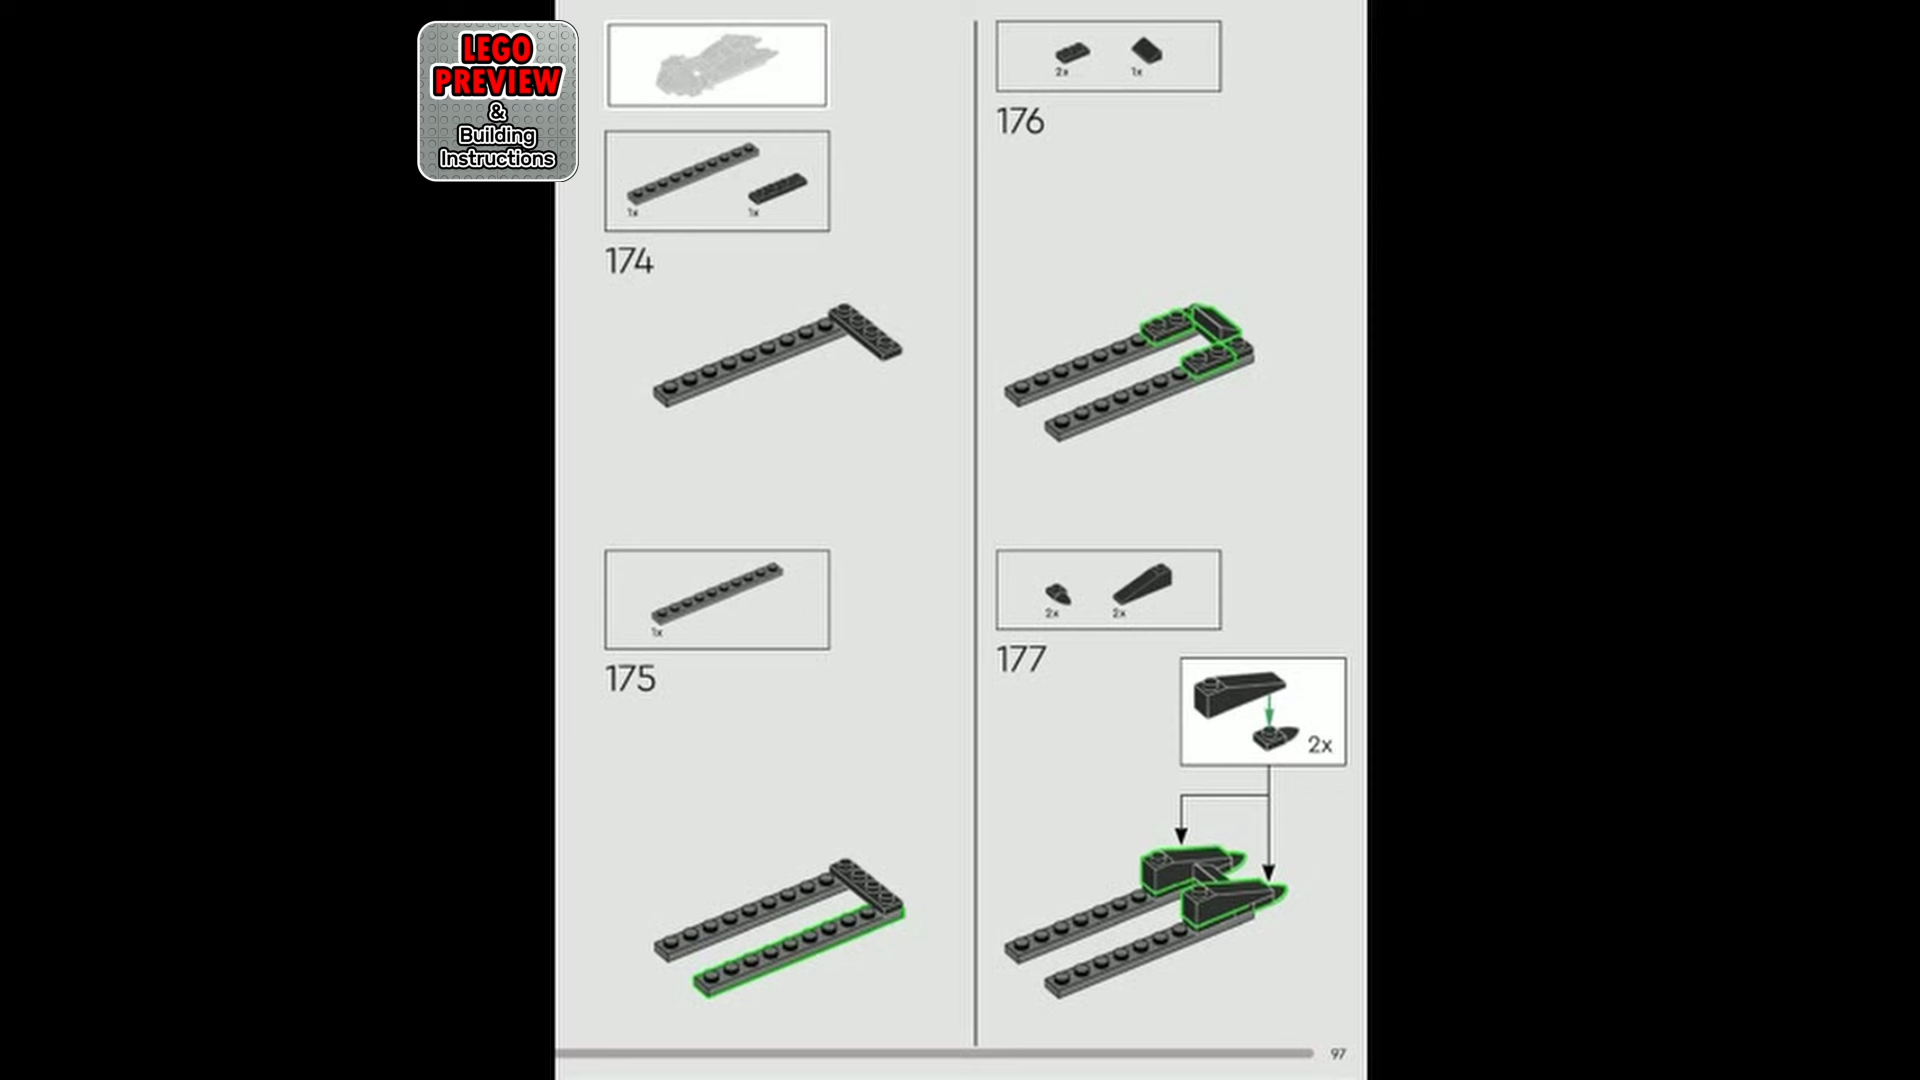 LEGO
PREVIEW
&
Building
Instructions
1x
1x
174
1x
175
2x
1x
176
2x
2x
177
2x
97